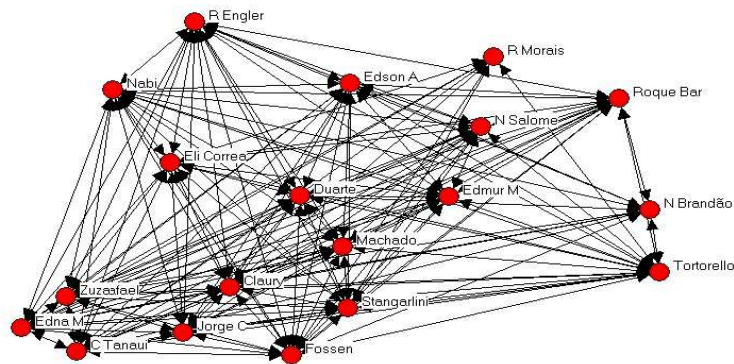 R Engler
R Morais
Edson A
Nabi
Roque Bar
N Salome
Eli Correa
Duarte
Edmur M
N Brandão
Machado
Tortorello
Claury
Zuzaafael
Stangarlini
Edna M
Jorge C
C Tanaui
Fossen